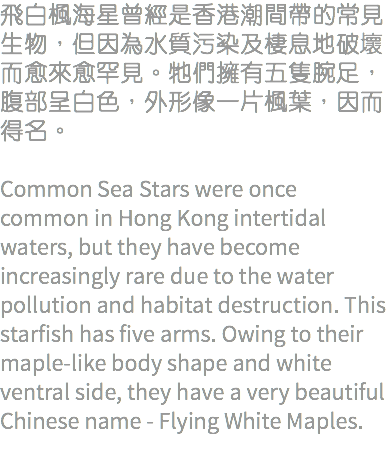 飛白楓海星曾經是香港潮間帶的常見
生物，但因為水質污染及棲息地破壞
而愈來愈罕見。牠們擁有五隻腕足，
腹部呈白色，外形像一片楓葉，因而
得名。
Common Sea Stars were once
common in Hong Kong intertidal
waters, but they have become
increasingly rare due to the water
pollution and habitat destruction. This
starfish has five arms. Owing to their
maple-like body shape and white
ventral side, they have a very beautiful
Chinese name - Flying White Maples.